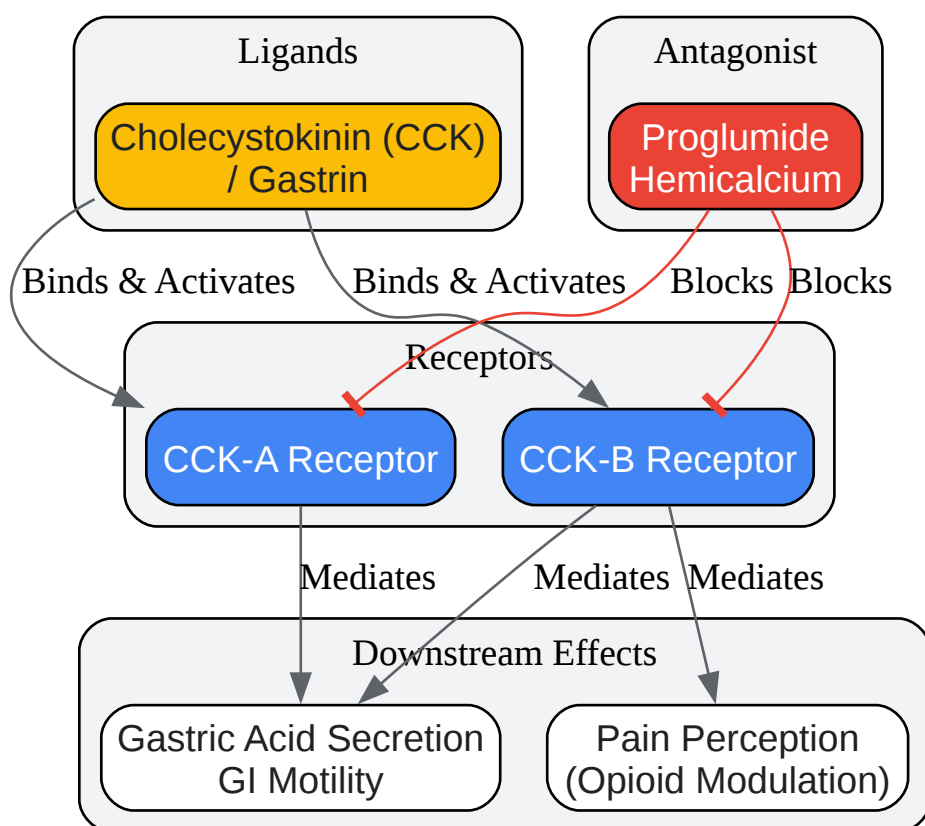 Ligands
Antagonist
Cholecystokinin (CCK)
/ Gastrin
Proglumide
Hemicalcium
Binds & Activates
Binds & Activates
Blocks
Blocks
Receptors
CCK-A Receptor
CCK-B Receptor
Mediates
Mediates
Mediates
Downstream Effects
Gastric Acid Secretion
GI Motility
Pain Perception
(Opioid Modulation)